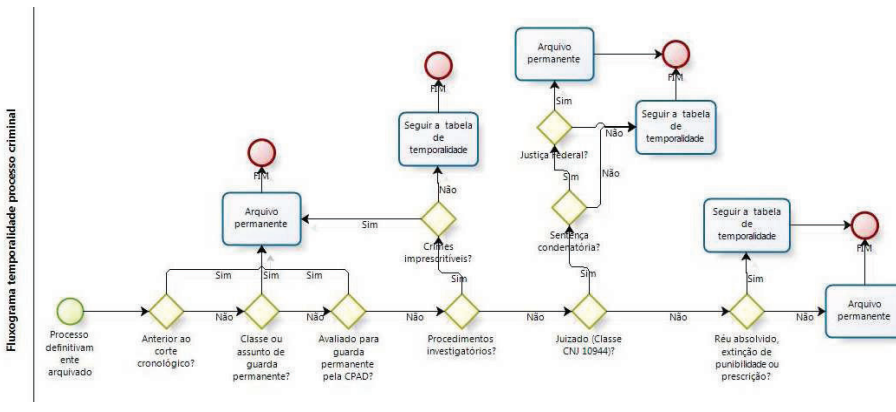 Fluxograma temporalidade processo criminal
Processo
definitivam
ente
arquivado
Anterior ao
corte
cronológico?
Sim
Não
Classe ou
assunto de
guarda
permanente?
Sim
Não
Avaliado para
guarda
permanente
pela CPAD?
Sim
Não
Arquivo
permanente
FIM
Procedimentos
investigatórios?
Sim
Não
Crimes
imprescritíveis?
Sim
Não
Seguir a tabela
de
temporalidade
FIM
Juizado (Classe
CNJ 10944)?
Sim
Não
Sentença
condenatória?
Sim
Não
Justiça Federal?
Sim
Não
Arquivo
permanente
FIM
Seguir a tabela
de
temporalidade
Réu absolvido,
extinção de
punibilidade ou
prescrição?
Sim
Não
Seguir a tabela
de
temporalidade
FIM
Arquivo
permanente